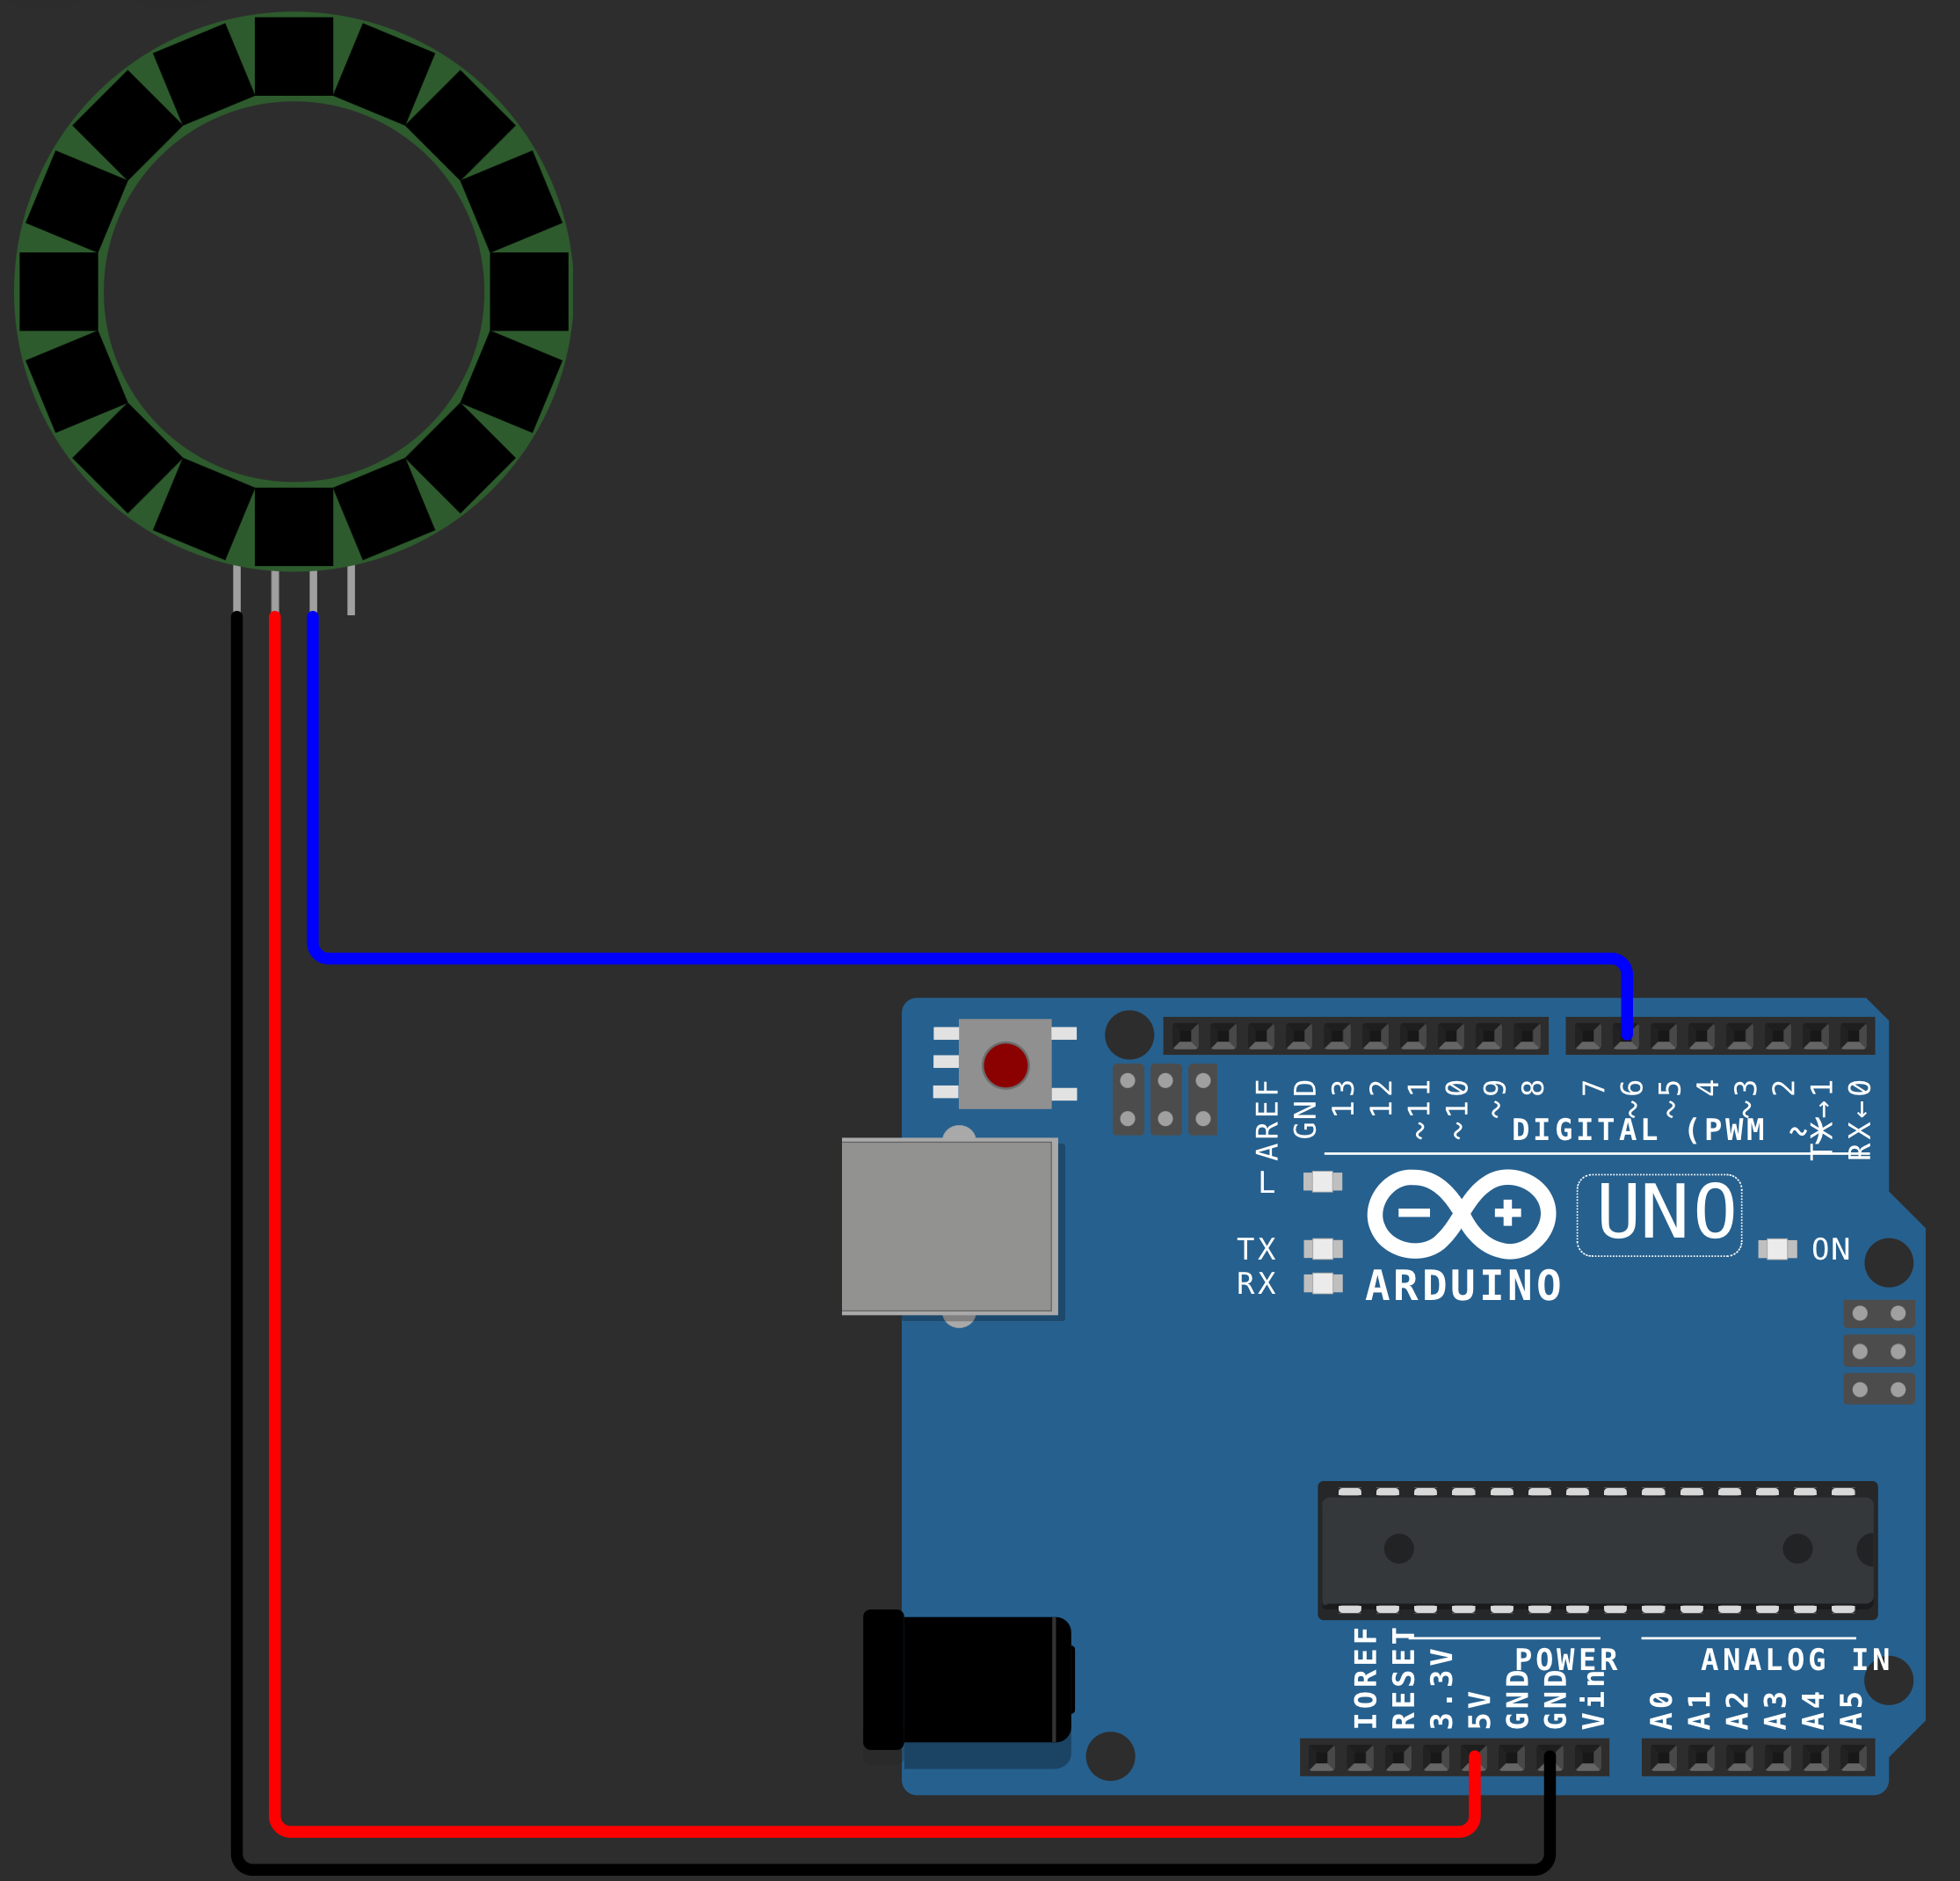 AREF
GND
13
12
~11
~10
~9
8
7
~6
~5
4
~3
2
TX→1
RX←0
DIGITAL (PWM ~)
L
TX
RX
UNO
ON
ARDUINO
IOREF
RESET
3.3V
5V
GND
GND
Vin
POWER
ANALOG IN
A0
A1
A2
A3
A4
A5